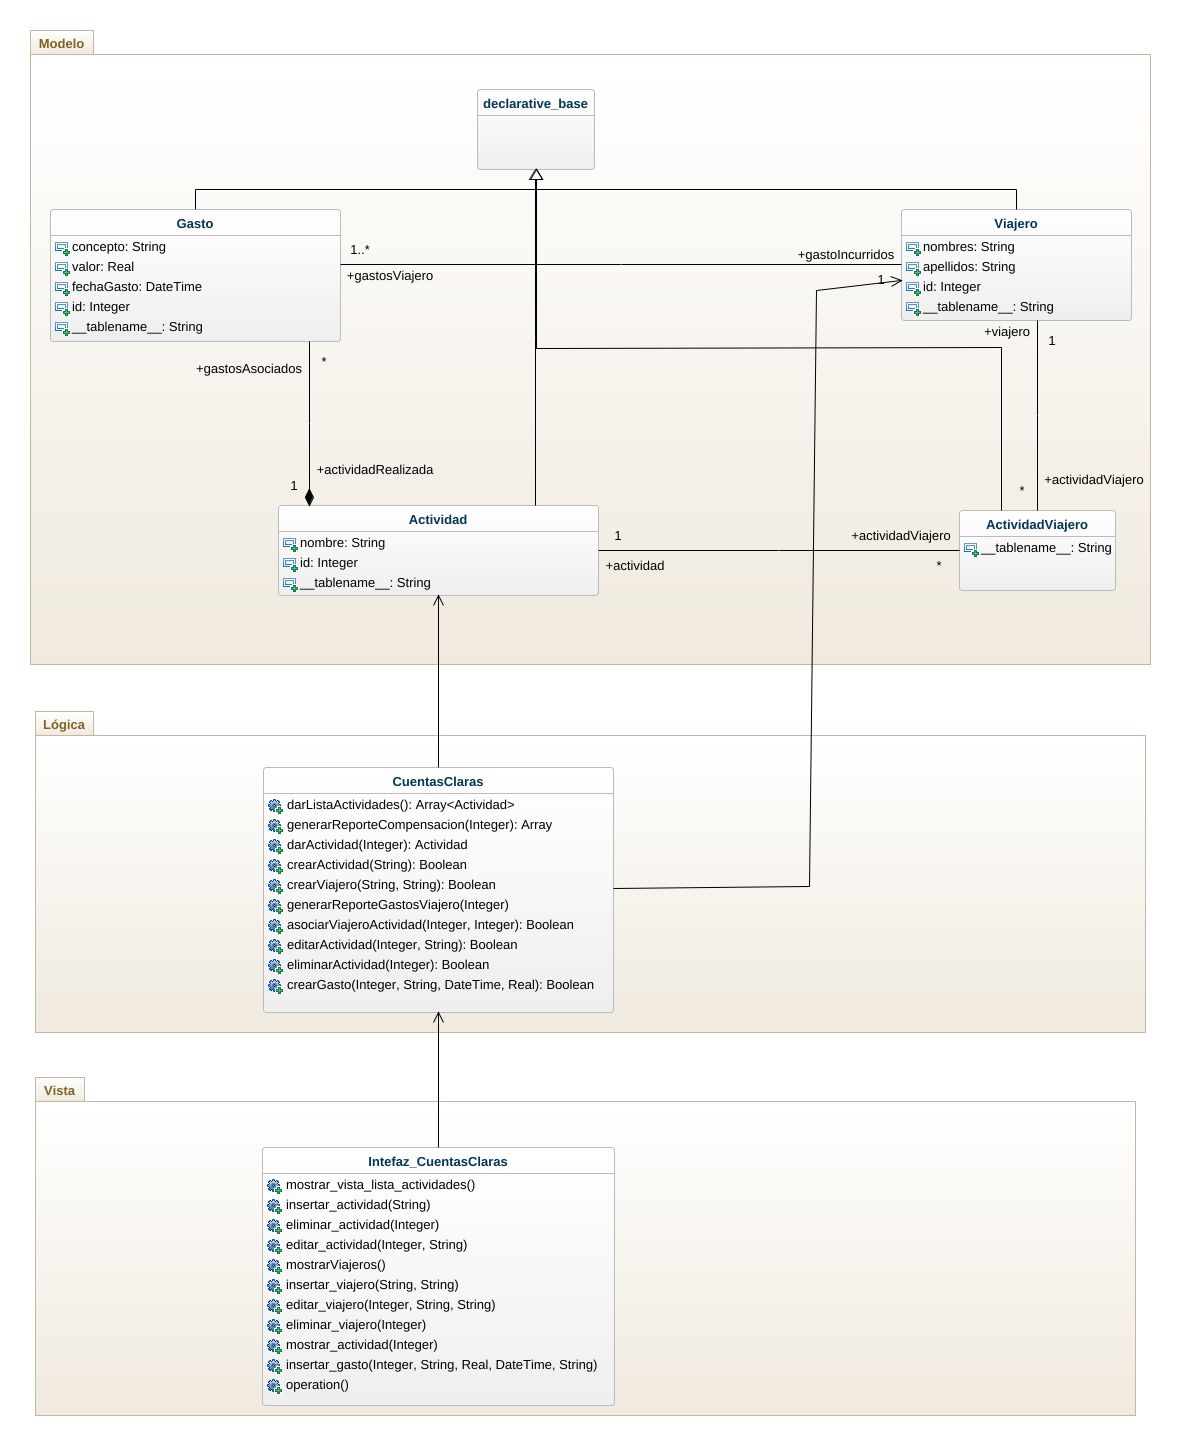 Modelo
declarative_base
Gasto
concepto: String
valor: Real
fechaGasto: DateTime
id: Integer
__tablename__: String
1..*
+gastosViajero
+gastoIncurridos
1
Viajero
nombres: String
apellidos: String
id: Integer
__tablename__: String
+viajero
1
+gastosAsociados
*
+actividadRealizada
1
+actividadViajero
*
Actividad
nombre: String
id: Integer
__tablename__: String
1
+actividad
+actividadViajero
*
ActividadViajero
__tablename__: String
Lógica
CuentasClaras
darListaActividades(): Array<Actividad>
generarReporteCompensacion(Integer): Array
darActividad(Integer): Actividad
crearActividad(String): Boolean
crearViajero(String, String): Boolean
generarReporteGastosViajero(Integer)
asociarViajeroActividad(Integer, Integer): Boolean
editarActividad(Integer, String): Boolean
eliminarActividad(Integer): Boolean
crearGasto(Integer, String, DateTime, Real): Boolean
Vista
Intefaz_CuentasClaras
mostrar_vista_lista_actividades()
insertar_actividad(String)
eliminar_actividad(Integer)
editar_actividad(Integer, String)
mostrarViajeros()
insertar_viajero(String, String)
editar_viajero(Integer, String, String)
eliminar_viajero(Integer)
mostrar_actividad(Integer)
insertar_gasto(Integer, String, Real, DateTime, String)
operation()